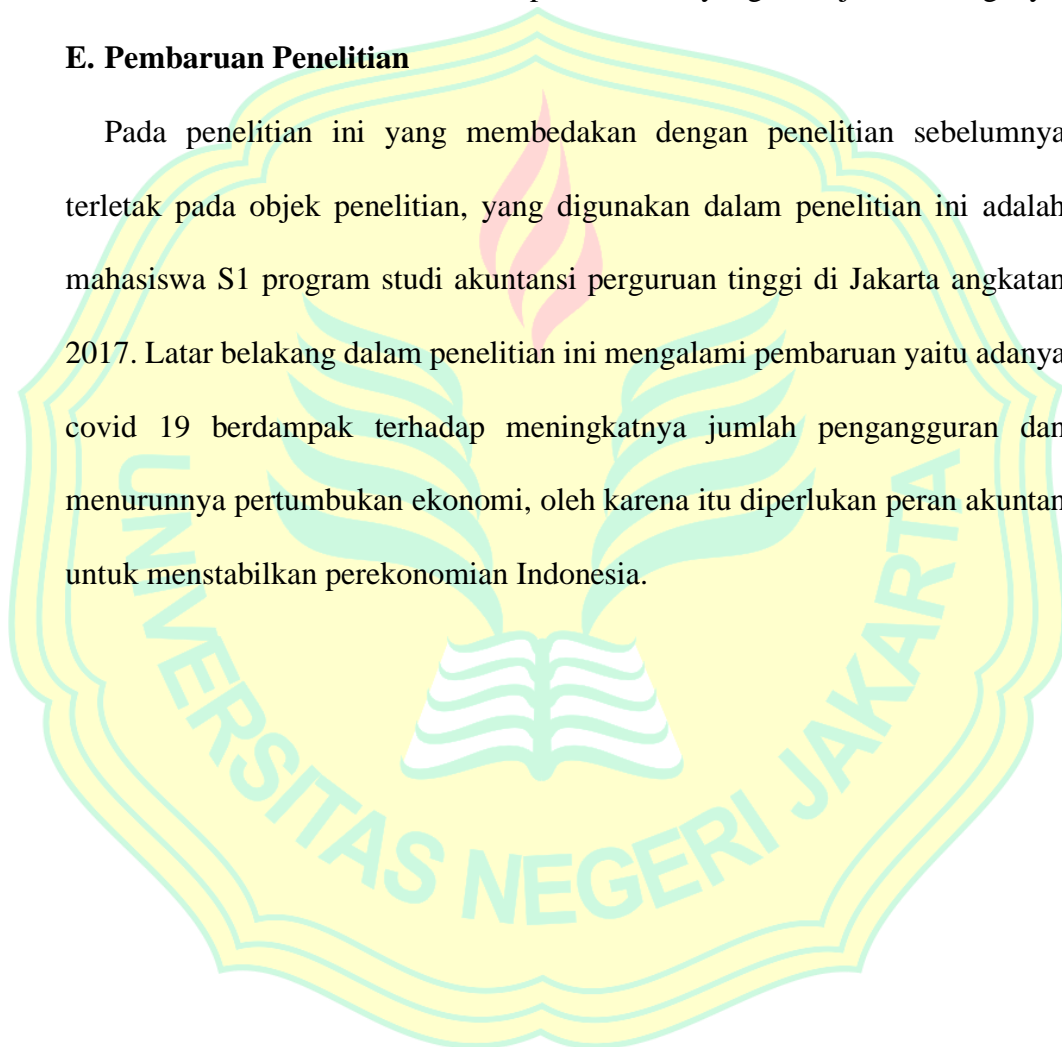 E. Pembaruan Penelitian
Pada penelitian ini yang membedakan dengan penelitian sebelumnya
terletak pada objek penelitian, yang digunakan dalam penelitian ini adalah
mahasiswa S1 program studi akuntansi perguruan tinggi di Jakarta angkatan
2017. Latar belakang dalam penelitian ini mengalami pembaruan yaitu adanya
covid 19 berdampak terhadap meningkatnya jumlah pengangguran dan
menurunnya pertumbukan ekonomi, oleh karena itu diperlukan peran akuntan
untuk menstabilkan perekonomian Indonesia.
UNIVERSITAS NEGERI JAKARTA